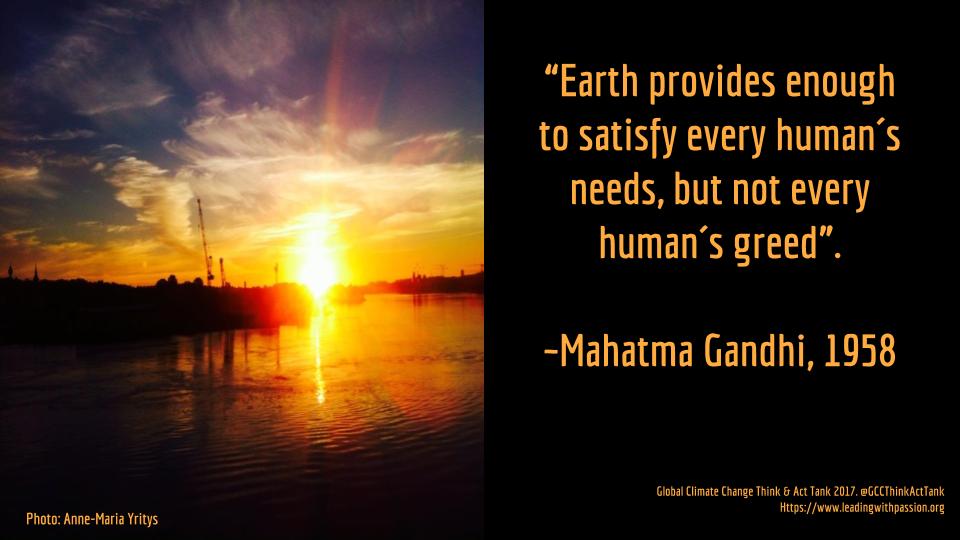 “Earth provides enough
to satisfy every human´s
needs, but not every
human´s greed”.
-Mahatma Gandhi, 1958
Global Climate Change Think & Act Tank 2017. @GCCThinkActTank
Https://www.leadingwithpassion.org
Photo: Anne-Maria Yritys